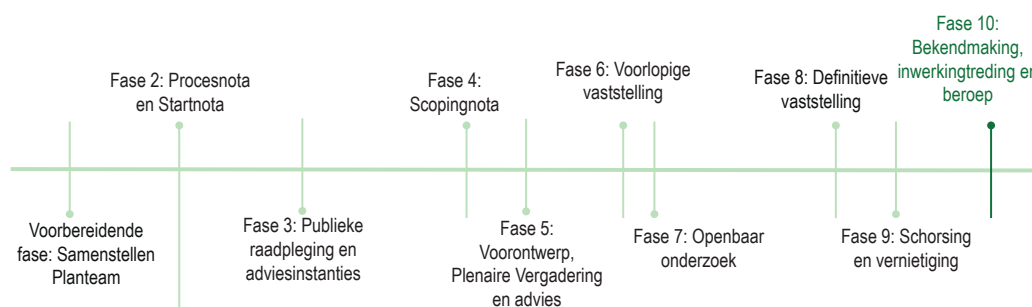 Voorbereidende
fase: Samenstellen
Planteam
Fase 2: Procesnota
en Startnota
Fase 3: Publieke
raadpleging en
adviesinstanties
Fase 4:
Scopingnota
Fase 5:
Voorontwerp,
Plenaire Vergadering
en advies
Fase 6: Voorlopige
vaststelling
Fase 7: Openbaar
onderzoek
Fase 8: Definitieve
vaststelling
Fase 9: Schorsing
en vernietiging
Fase 10:
Bekendmaking,
inwerkingtreding en
beroep